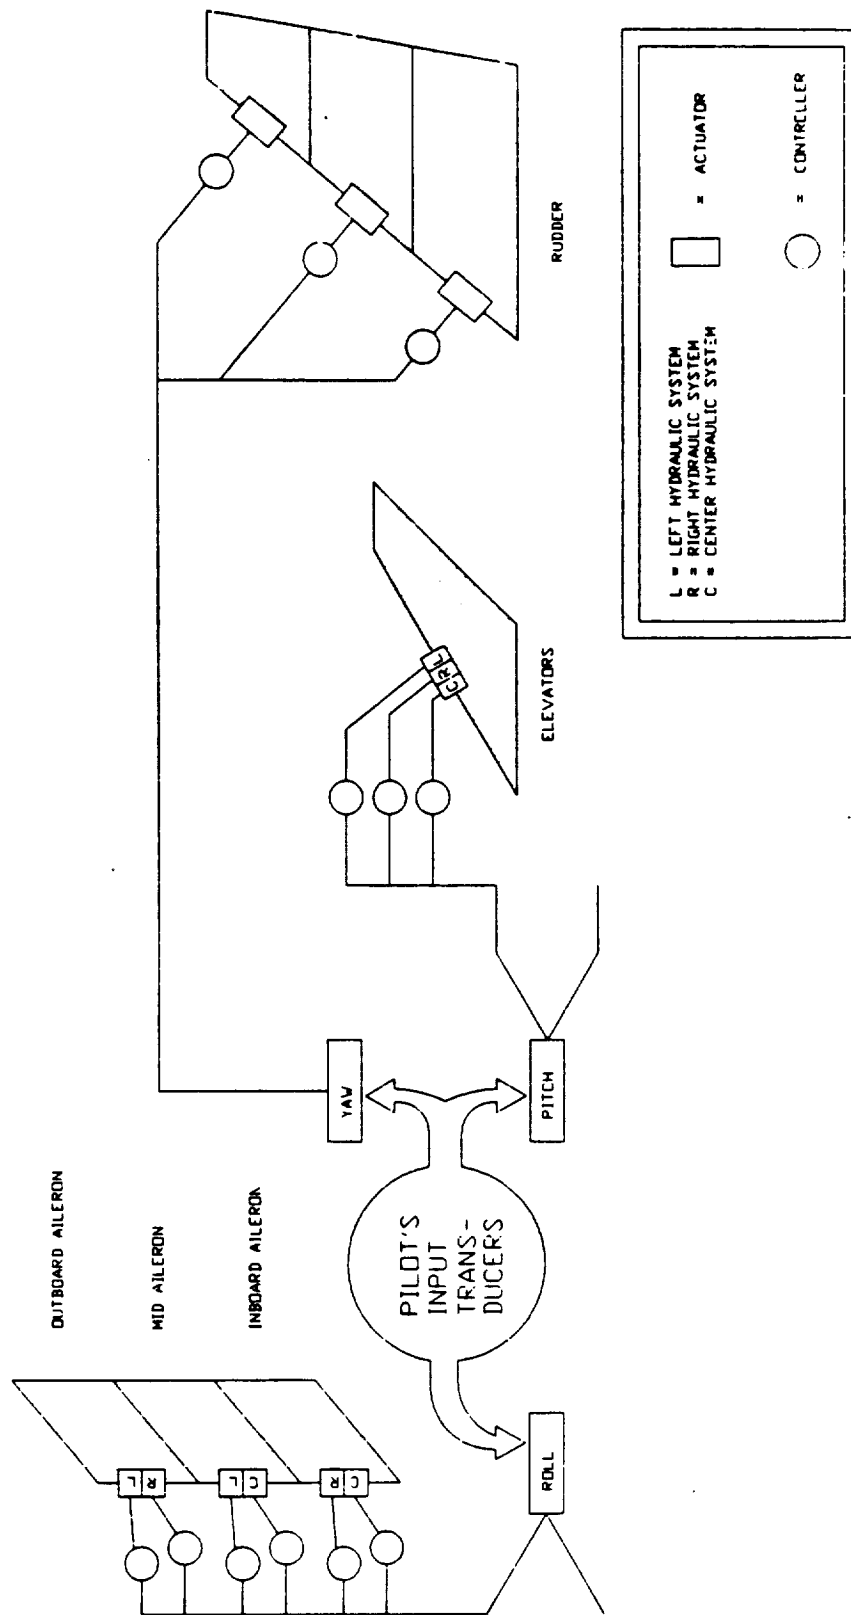 OUTBOARD AILERON
MID AILERON
INBOARD AILERON
L
R
L
C
R
C
PILOT'S
INPUT
TRANS-
DUCERS
ROLL
YAW
PITCH
L
R
C
ELEVATORS
RUDDER
L = LEFT HYDRAULIC SYSTEM
R = RIGHT HYDRAULIC SYSTEM
C = CENTER HYDRAULIC SYSTEM
= ACTUATOR
= CONTROLLER